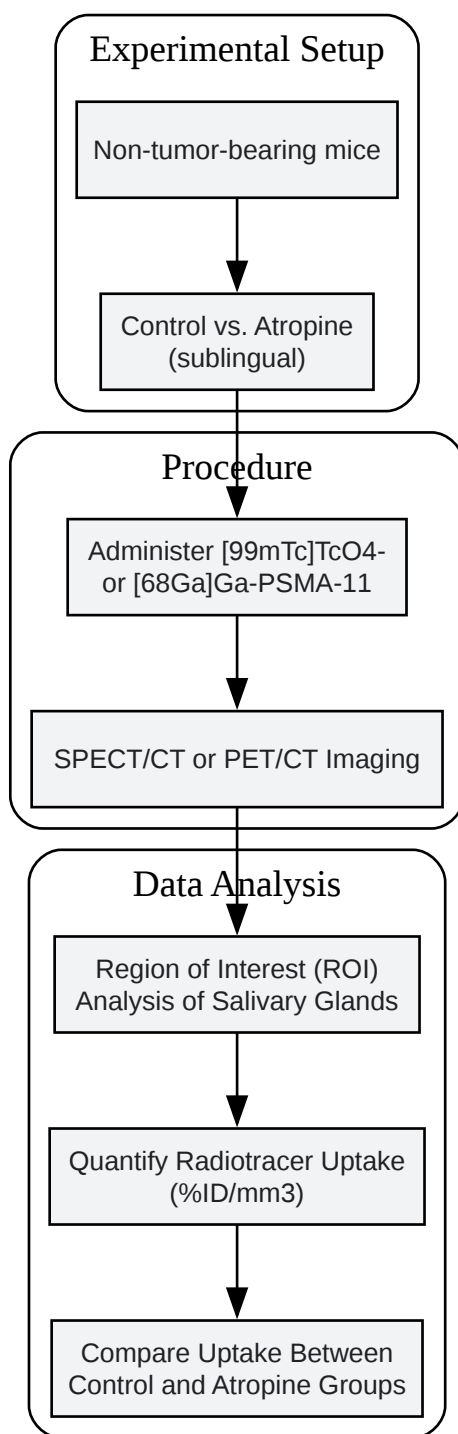 Experimental Setup
Non-tumor-bearing mice
Control vs. Atropine
(sublingual)
Procedure
Administer [99mTc]TcO4-
or [68Ga]Ga-PSMA-11
SPECT/CT or PET/CT Imaging
Data Analysis
Region of Interest (ROI)
Analysis of Salivary Glands
Quantify Radiotracer Uptake
(%ID/mm3)
Compare Uptake Between
Control and Atropine Groups